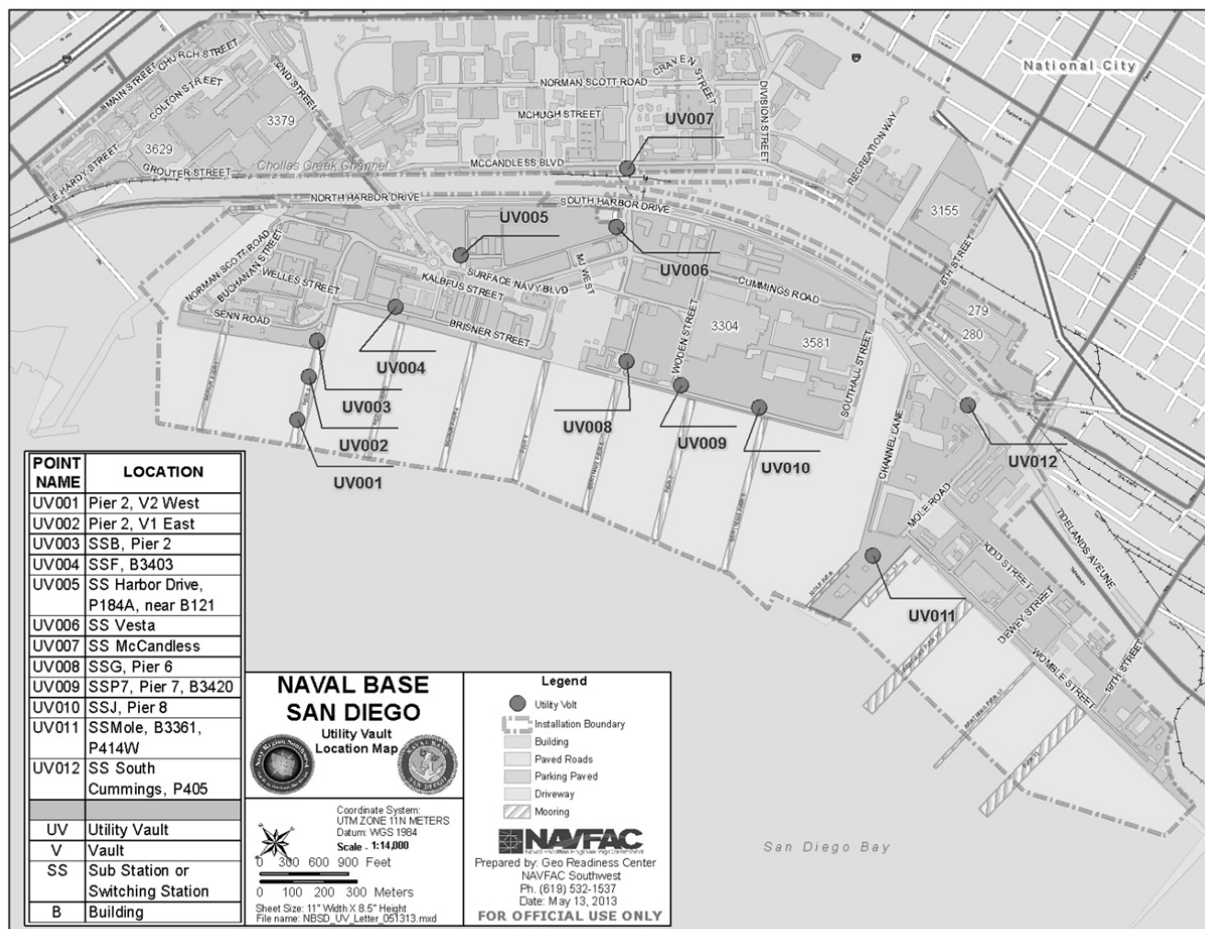 National City
NORMAN SCOTT ROAD
CRAVEN STREET
DIVISION STREET
MCHUGH STREET
UV007
MCCANDLESS BLVD
MAIN STREET
CHURCH STREET
COLTON STREET
32ND STREET
3379
3629
Chollas Creek Channel
LE HARDY STREET
GROUTER STREET
RECREATION WAY
3155
8TH STREET
NORTH HARBOR DRIVE
SOUTH HARBOR DRIVE
UV005
UV006
NORMAN SCOTT ROAD
BUCHANAN STREET
WELLES STREET
SENN ROAD
KALBFUS STREET
SURFACE NAVY BLVD
MJ WEST
BRISNER STREET
CUMMINGS ROAD
WODEN STREET
3304
3581
279
280
SOUTHALL STREET
UV004
UV003
UV002
UV001
UV008
UV009
UV010
UV012
UV011
CHANNEL LANE
MOLE ROAD
KIDD STREET
DEWEY STREET
WOMBLE STREET
19TH STREET
TIDELANDS AVEUNE
San Diego Bay
POINT NAME LOCATION
UV001 Pier 2, V2 West
UV002 Pier 2, V1 East
UV003 SSB, Pier 2
UV004 SSF, B3403
UV005 SS Harbor Drive,
P184A, near B121
UV006 SS Vesta
UV007 SS McCandless
UV008 SSG, Pier 6
UV009 SSP7, Pier 7, B3420
UV010 SSJ, Pier 8
UV011 SSMole, B3361,
P414W
UV012 SS South
Cummings, P405
UV Utility Vault
V Vault
SS Sub Station or
Switching Station
B Building
NAVAL BASE
SAN DIEGO
Utility Vault
Location Map
Coordinate System:
UTM ZONE 11N METERS
Datum: WGS 1984
Scale - 1:14,000
0 300 600 900 Feet
0 100 200 300 Meters
Sheet Size: 11" Width X 8.5" Height
File name: NBSD_UV_Letter_051313.mxd
Legend
Utility Volt
Installation Boundary
Building
Paved Roads
Parking Paved
Driveway
Mooring
NAVFAC
Prepared by: Geo Readiness Center
NAVFAC Southwest
Ph. (619) 532-1537
Date: May 13, 2013
FOR OFFICIAL USE ONLY